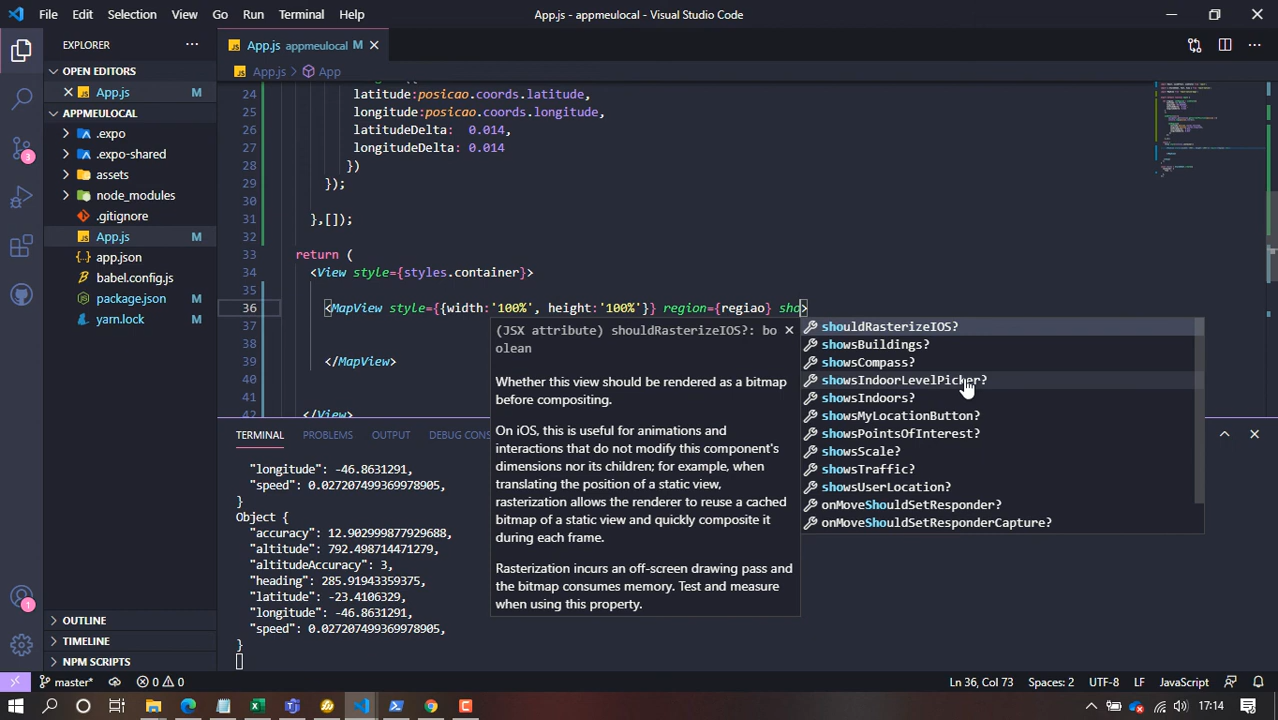 File Edit Selection View Go Run Terminal Help
App.js - appmeulocal - Visual Studio Code
EXPLORER
OPEN EDITORS
App.js M
APPMEULOCAL
.expo
.expo-shared
assets
node_modules
.gitignore
App.js M
app.json
babel.config.js
package.json M
yarn.lock M
OUTLINE
TIMELINE
NPM SCRIPTS
3
1
App.js appmeulocal M
App.js > App
24 latitude:posicao.coords.latitude,
25 longitude:posicao.coords.longitude,
26 latitudeDelta: 0.014,
27 longitudeDelta: 0.014
28 })
29 });
30
31 },[]);
32
33 return (
34 <View style={styles.container}>
35
36 <MapView style={{width:'100%', height:'100%'}} region={regiao} sho>
37
38
39 </MapView>
40
41
42 </View>
(JSX attribute) shouldRasterizeIOS?: bo
olean
Whether this view should be rendered as a bitmap
before compositing.
On iOS, this is useful for animations and
interactions that do not modify this component's
dimensions nor its children; for example, when
translating the position of a static view,
rasterization allows the renderer to reuse a cached
bitmap of a static view and quickly composite it
during each frame.
Rasterization incurs an off-screen drawing pass and
the bitmap consumes memory. Test and measure
when using this property.
shouldRasterizeIOS?
showsBuildings?
showsCompass?
showsIndoorLevelPicker?
showsIndoors?
showsMyLocationButton?
showsPointsOfInterest?
showsScale?
showsTraffic?
showsUserLocation?
onMoveShouldSetResponder?
onMoveShouldSetResponderCapture?
TERMINAL PROBLEMS OUTPUT DEBUG CONS
"longitude": -46.8631291,
"speed": 0.027207499369978905,
}
Object {
"accuracy": 12.902999877929688,
"altitude": 792.498714471279,
"altitudeAccuracy": 3,
"heading": 285.91943359375,
"latitude": -23.4106329,
"longitude": -46.8631291,
"speed": 0.027207499369978905,
}
master* 0 0 Ln 36, Col 73 Spaces: 2 UTF-8 LF JavaScript
17:14